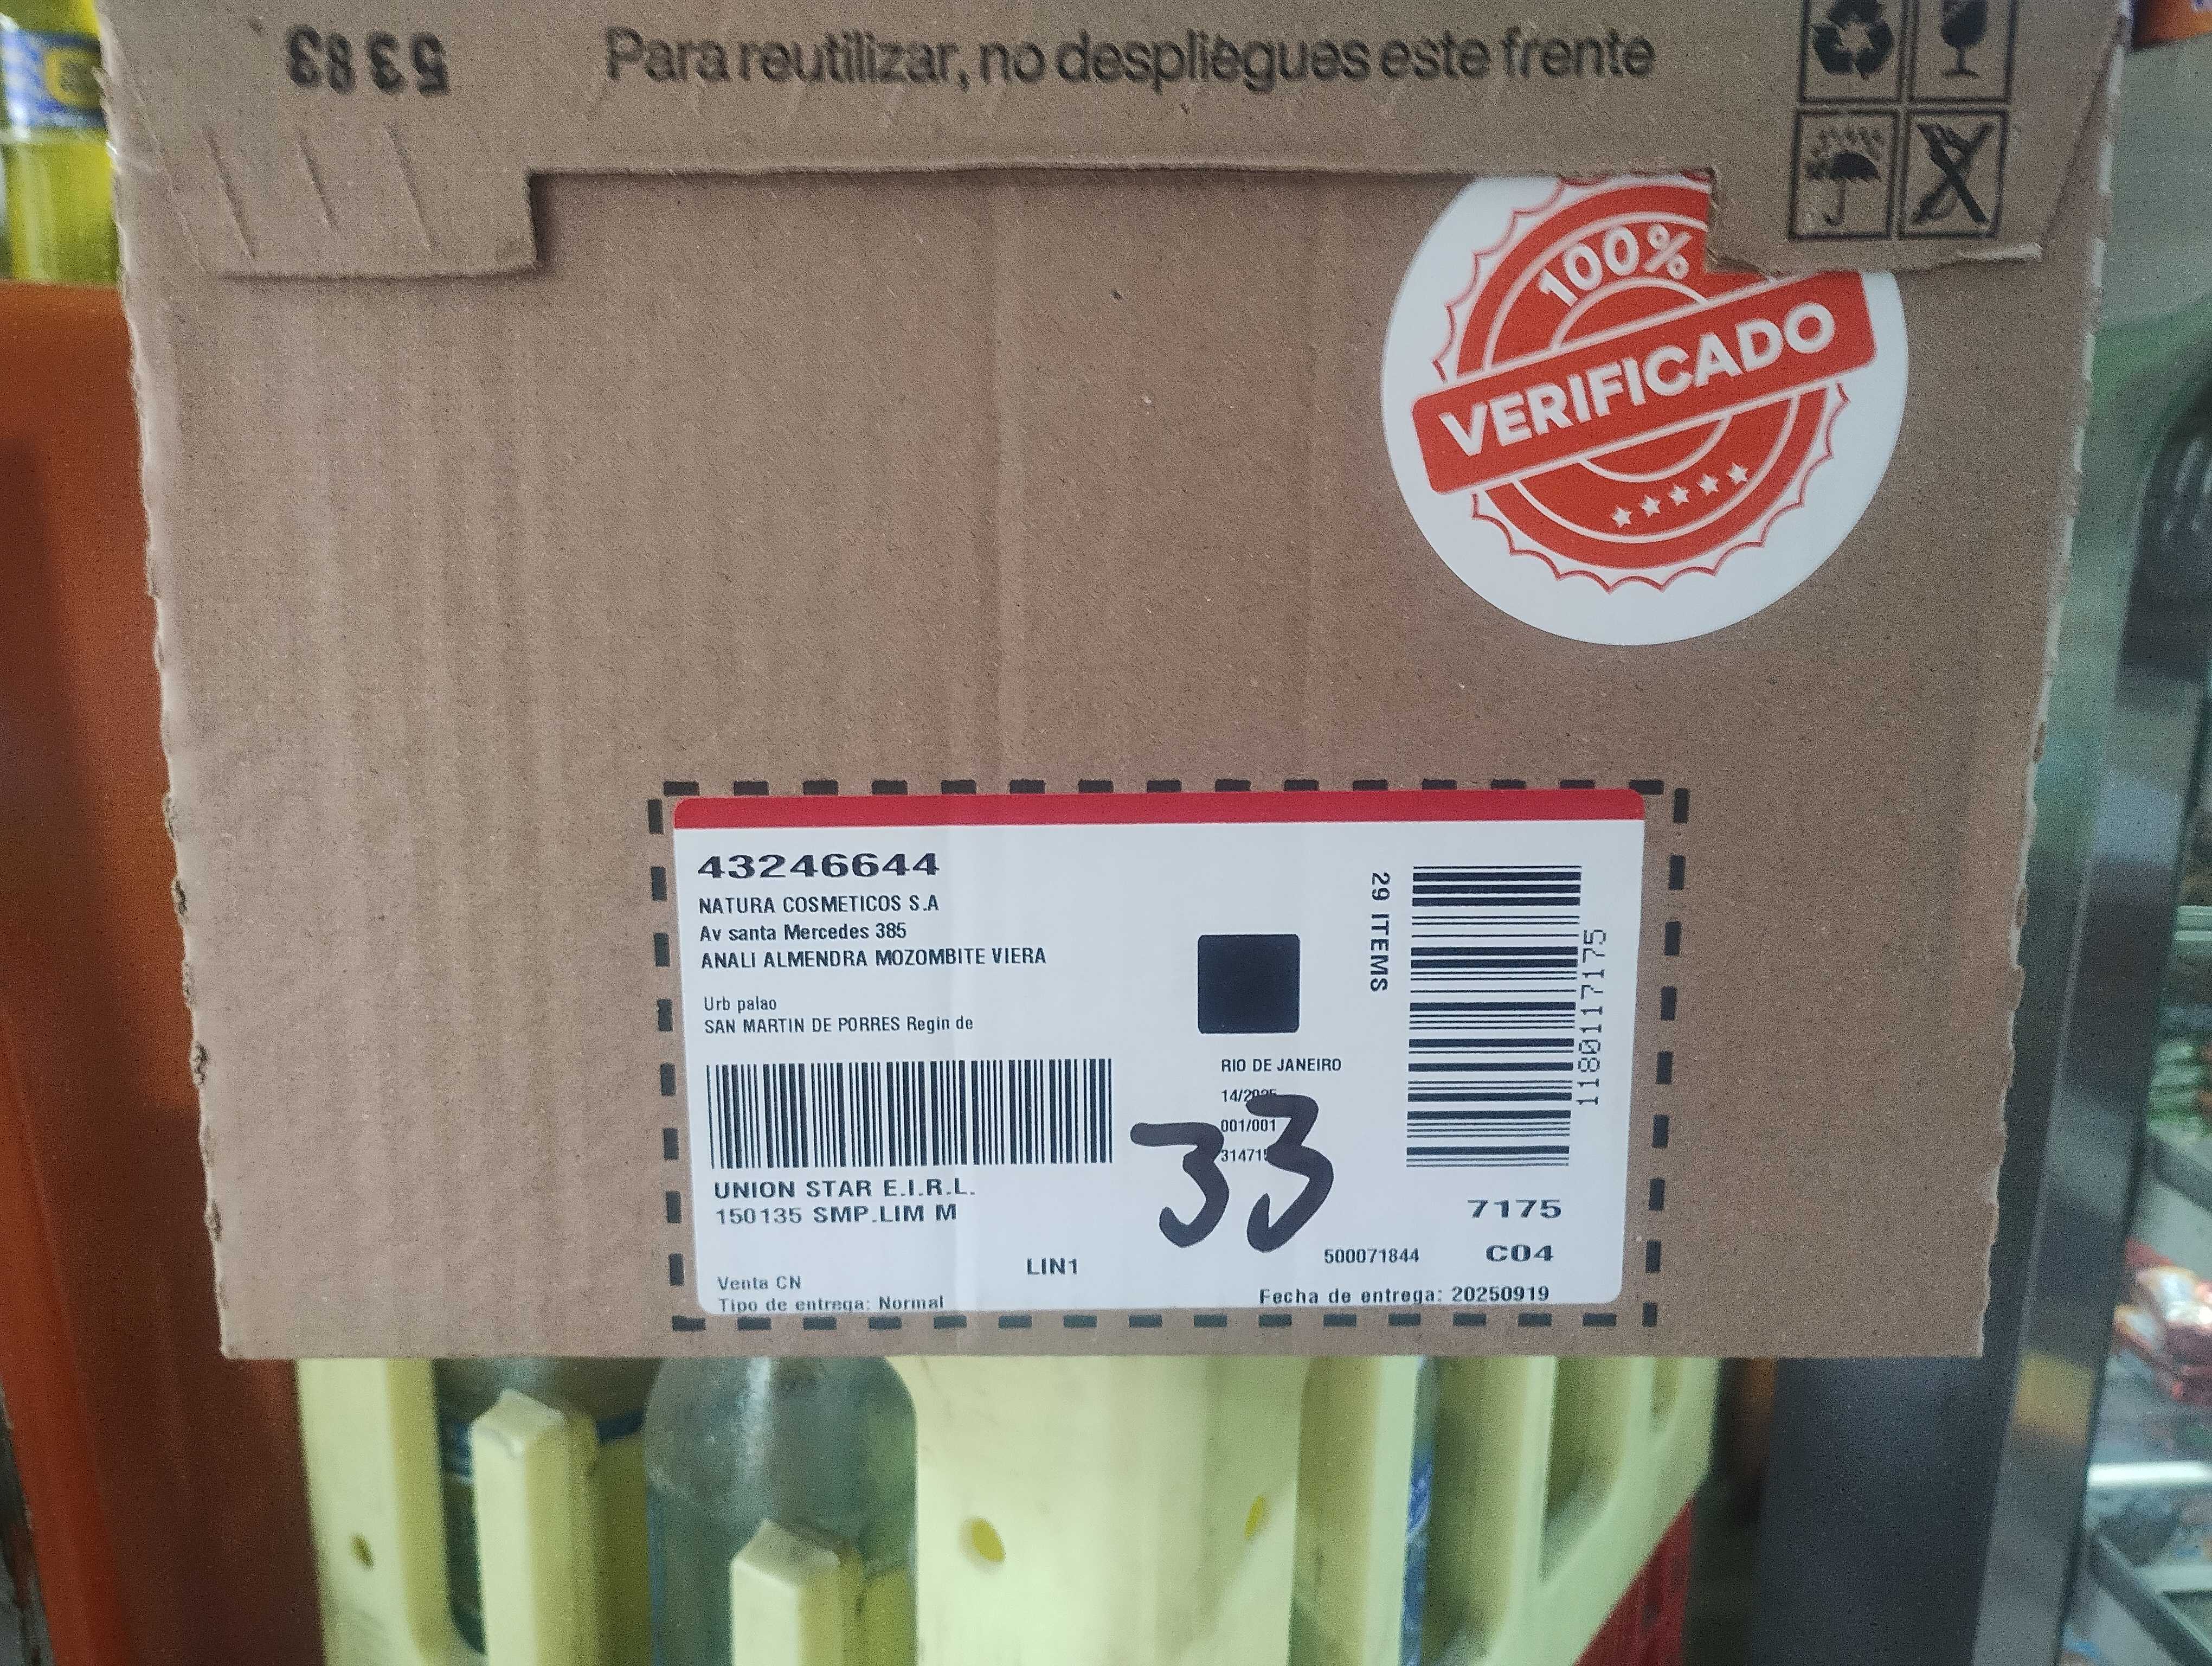 5383
Para reutilizar, no despliegues este frente
100%
VERIFICADO
43246644
NATURA COSMETICOS S.A
Av santa Mercedes 385
ANALI ALMENDRA MOZOMBITE VIERA
Urb palao
SAN MARTIN DE PORRES Regin de
29 ITEMS
1180117175
RIO DE JANEIRO
001/001
33
UNION STAR E.I.R.L.
150135 SMP.LIM M
7175
LIN1
500071844
C04
Venta CN
Tipo de entrega: Normal
Fecha de entrega: 20250919